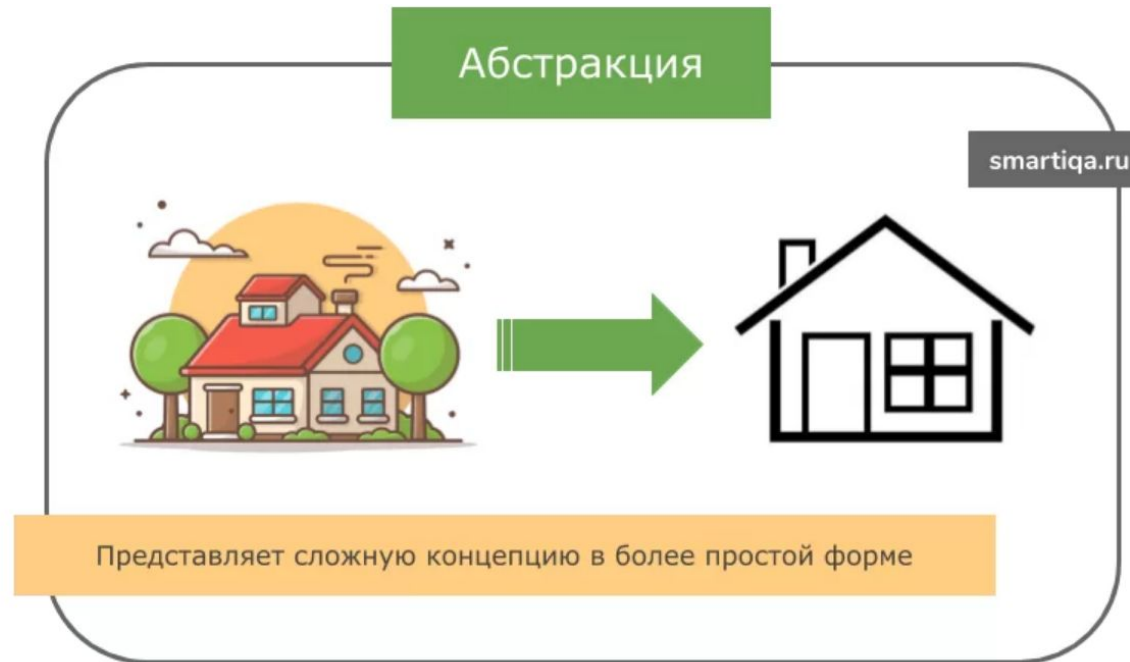 Абстракция
smartiqa.ru
Представляет сложную концепцию в более простой форме